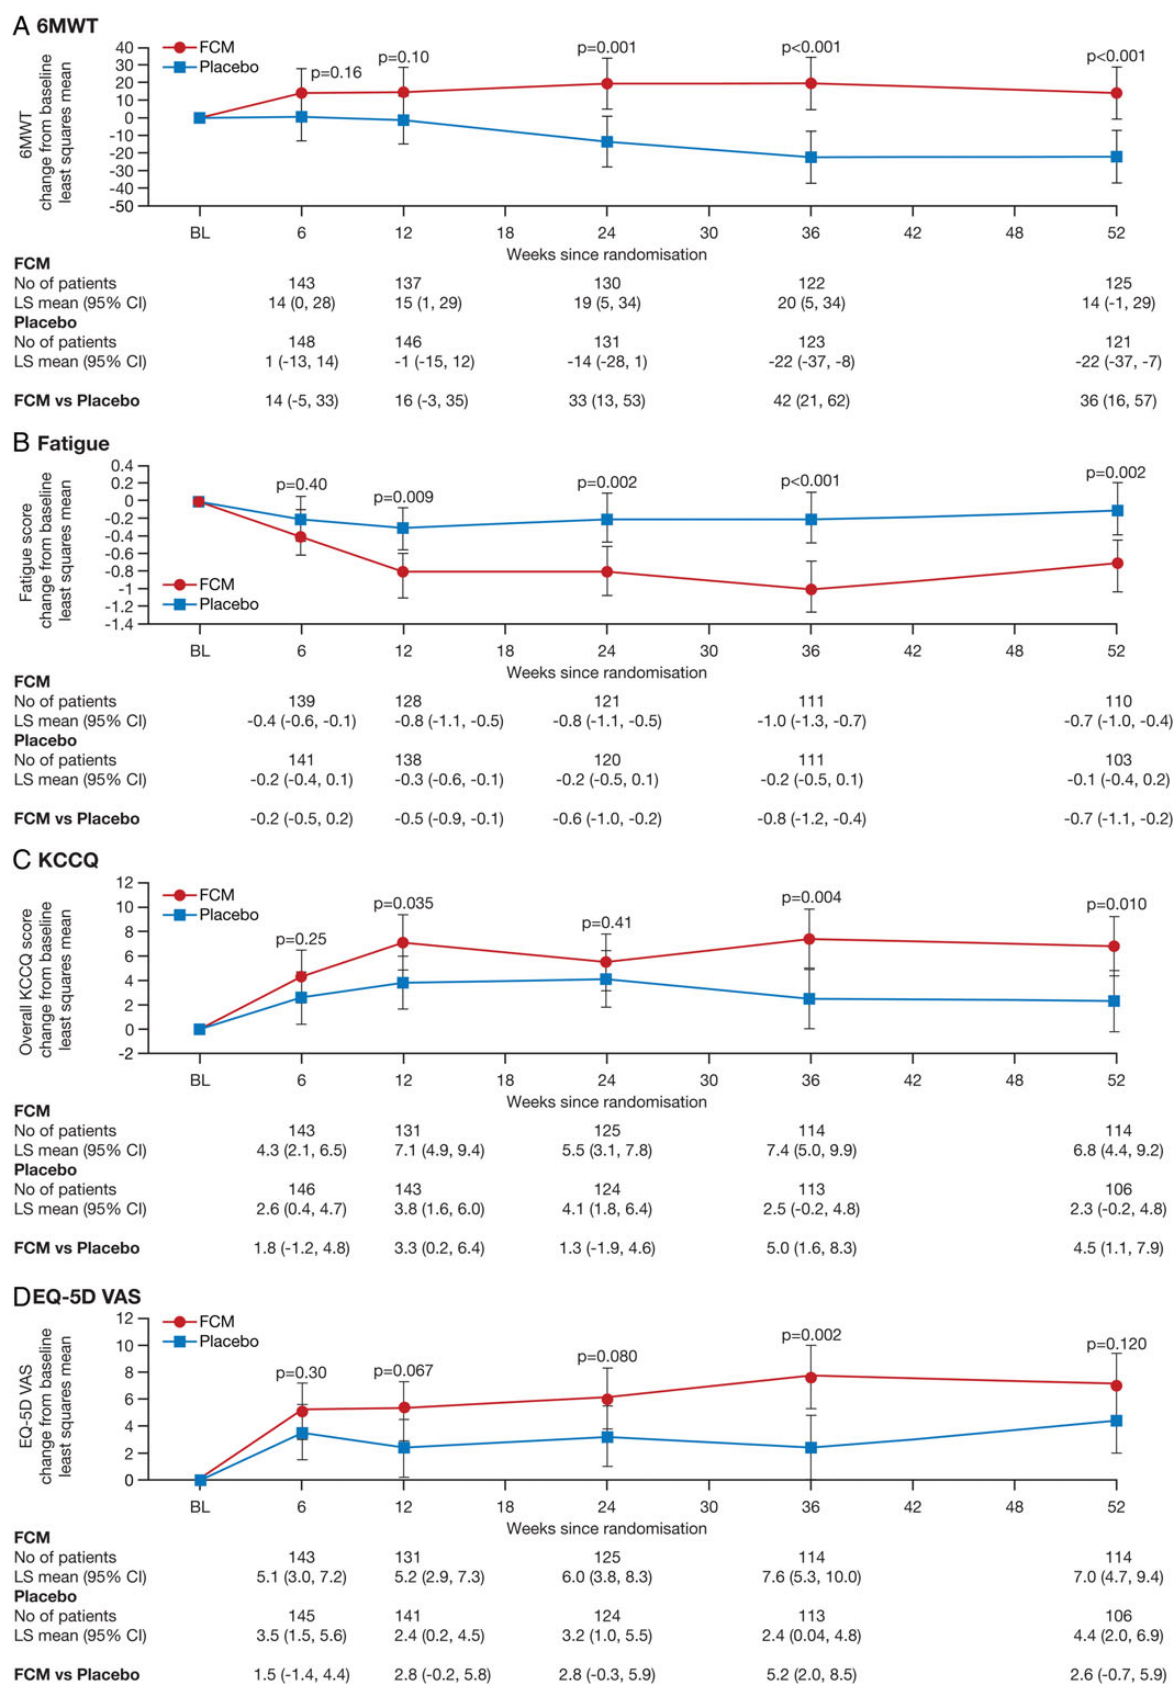 A 6MWT
6MWT
change from baseline
least squares mean
40
30
20
10
0
-10
-20
-30
-40
-50
FCM
Placebo
p=0.16
p=0.10
p=0.001
p<0.001
p<0.001
BL 6 12 18 24 30 36 42 48 52
Weeks since randomisation
FCM
No of patients 143 137 130 122 125
LS mean (95% CI) 14 (0, 28) 15 (1, 29) 19 (5, 34) 20 (5, 34) 14 (-1, 29)
Placebo
No of patients 148 146 131 123 121
LS mean (95% CI) 1 (-13, 14) -1 (-15, 12) -14 (-28, 1) -22 (-37, -8) -22 (-37, -7)
FCM vs Placebo 14 (-5, 33) 16 (-3, 35) 33 (13, 53) 42 (21, 62) 36 (16, 57)
B Fatigue
Fatigue score
change from baseline
least squares mean
0.4
0.2
0
-0.2
-0.4
-0.6
-0.8
-1
-1.2
-1.4
p=0.40
p=0.009
p=0.002
p<0.001
p=0.002
FCM
Placebo
BL 6 12 18 24 30 36 42 48 52
Weeks since randomisation
FCM
No of patients 139 128 121 111 110
LS mean (95% CI) -0.4 (-0.6, -0.1) -0.8 (-1.1, -0.5) -0.8 (-1.1, -0.5) -1.0 (-1.3, -0.7) -0.7 (-1.0, -0.4)
Placebo
No of patients 141 138 120 111 103
LS mean (95% CI) -0.2 (-0.4, 0.1) -0.3 (-0.6, -0.1) -0.2 (-0.5, 0.1) -0.2 (-0.5, 0.1) -0.1 (-0.4, 0.2)
FCM vs Placebo -0.2 (-0.5, 0.2) -0.5 (-0.9, -0.1) -0.6 (-1.0, -0.2) -0.8 (-1.2, -0.4) -0.7 (-1.1, -0.2)
C KCCQ
Overall KCCQ score
change from baseline
least squares mean
12
10
8
6
4
2
0
-2
FCM
Placebo
p=0.25
p=0.035
p=0.41
p=0.004
p=0.010
BL 6 12 18 24 30 36 42 48 52
Weeks since randomisation
FCM
No of patients 143 131 125 114 114
LS mean (95% CI) 4.3 (2.1, 6.5) 7.1 (4.9, 9.4) 5.5 (3.1, 7.8) 7.4 (5.0, 9.9) 6.8 (4.4, 9.2)
Placebo
No of patients 146 143 124 113 106
LS mean (95% CI) 2.6 (0.4, 4.7) 3.8 (1.6, 6.0) 4.1 (1.8, 6.4) 2.5 (-0.2, 4.8) 2.3 (-0.2, 4.8)
FCM vs Placebo 1.8 (-1.2, 4.8) 3.3 (0.2, 6.4) 1.3 (-1.9, 4.6) 5.0 (1.6, 8.3) 4.5 (1.1, 7.9)
D EQ-5D VAS
EQ-5D VAS
change from baseline
least squares mean
12
10
8
6
4
2
0
FCM
Placebo
p=0.30
p=0.067
p=0.080
p=0.002
p=0.120
BL 6 12 18 24 30 36 42 48 52
Weeks since randomisation
FCM
No of patients 143 131 125 114 114
LS mean (95% CI) 5.1 (3.0, 7.2) 5.2 (2.9, 7.3) 6.0 (3.8, 8.3) 7.6 (5.3, 10.0) 7.0 (4.7, 9.4)
Placebo
No of patients 145 141 124 113 106
LS mean (95% CI) 3.5 (1.5, 5.6) 2.4 (0.2, 4.5) 3.2 (1.0, 5.5) 2.4 (0.04, 4.8) 4.4 (2.0, 6.9)
FCM vs Placebo 1.5 (-1.4, 4.4) 2.8 (-0.2, 5.8) 2.8 (-0.3, 5.9) 5.2 (2.0, 8.5) 2.6 (-0.7, 5.9)